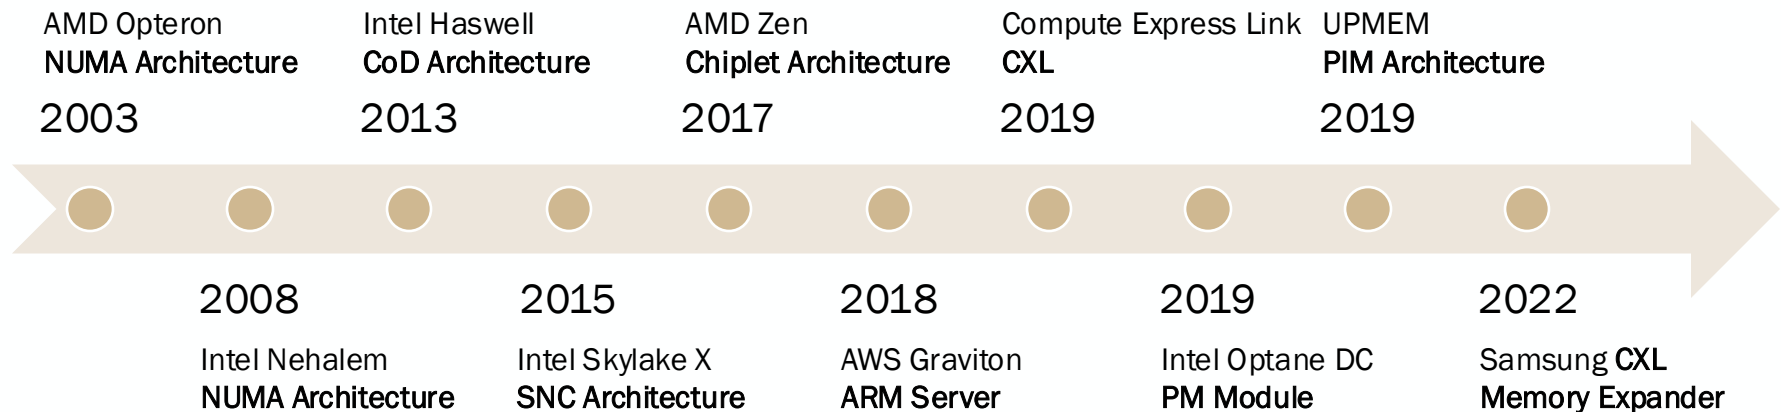 AMD Opteron
NUMA Architecture
2003
Intel Haswell
CoD Architecture
2013
AMD Zen
Chiplet Architecture
2017
Compute Express Link
CXL
2019
UPMEM
PIM Architecture
2019
2008
Intel Nehalem
NUMA Architecture
2015
Intel Skylake X
SNC Architecture
2018
AWS Graviton
ARM Server
2019
Intel Optane DC
PM Module
2022
Samsung CXL
Memory Expander